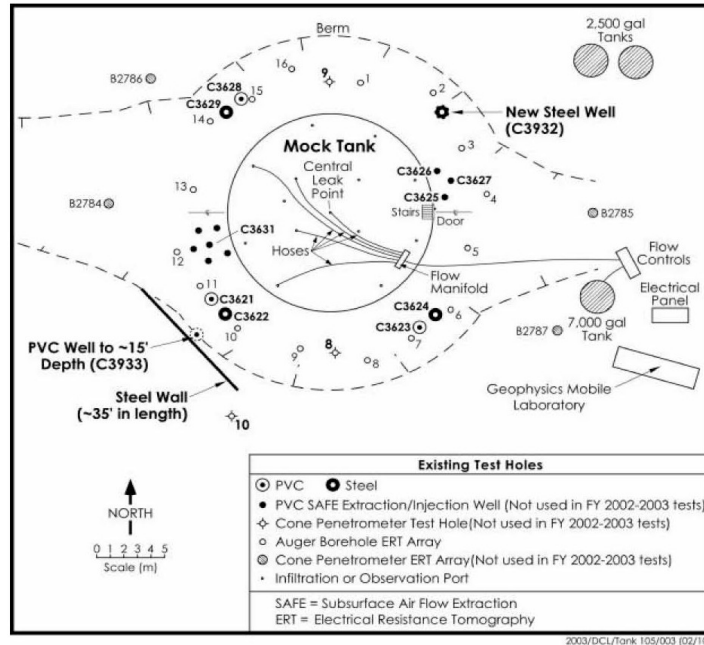 Berm
2,500 gal
Tanks
B2786
16
9
1
C3628
15
2
C3629
14
New Steel Well
(C3932)
Mock Tank
3
Central
Leak
Point
C3626
C3627
13
C3625
4
B2784
Stairs
Door
B2785
C3631
Hoses
12
5
Flow
Controls
Flow
Manifold
11
C3621
C3624
Electrical
Panel
C3622
6
10
C3623
7
7,000 gal
Tank
B2787
PVC Well to ~15'
Depth (C3933)
9
8
8
Steel Wall
(~35' in length)
Geophysics Mobile
Laboratory
10
Existing Test Holes
PVC Steel
PVC SAFE Extraction/Injection Well (Not used in FY 2002-2003 tests)
Cone Penetrometer Test Hole(Not used in FY 2002-2003 tests)
Auger Borehole ERT Array
Cone Penetrometer ERT Array(Not used in FY 2002-2003 tests)
Infiltration or Observation Port
SAFE = Subsurface Air Flow Extraction
ERT = Electrical Resistance Tomography
NORTH
0 1 2 3 4 5
Scale (m)
2003/DCL/Tank 105/003 (02/10